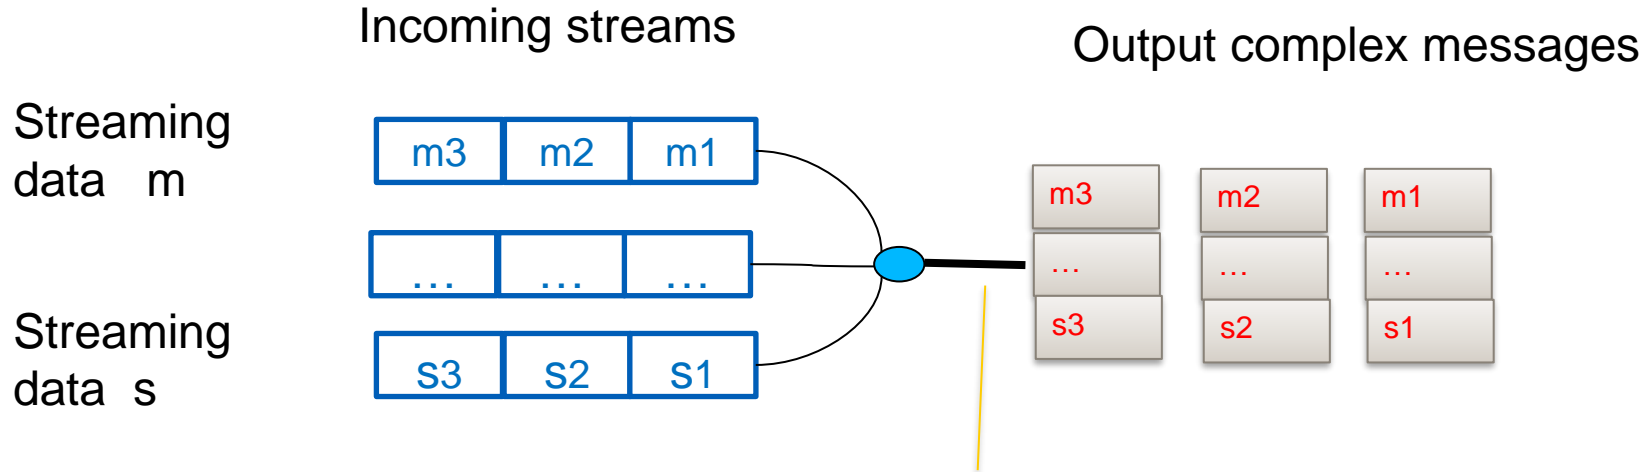 Incoming streams
Output complex messages
Streaming
data m
m3 m2 m1
m3 m2 m1
... ... ...
... ... ...
Streaming
data s
s3 s2 s1
s3 s2 s1